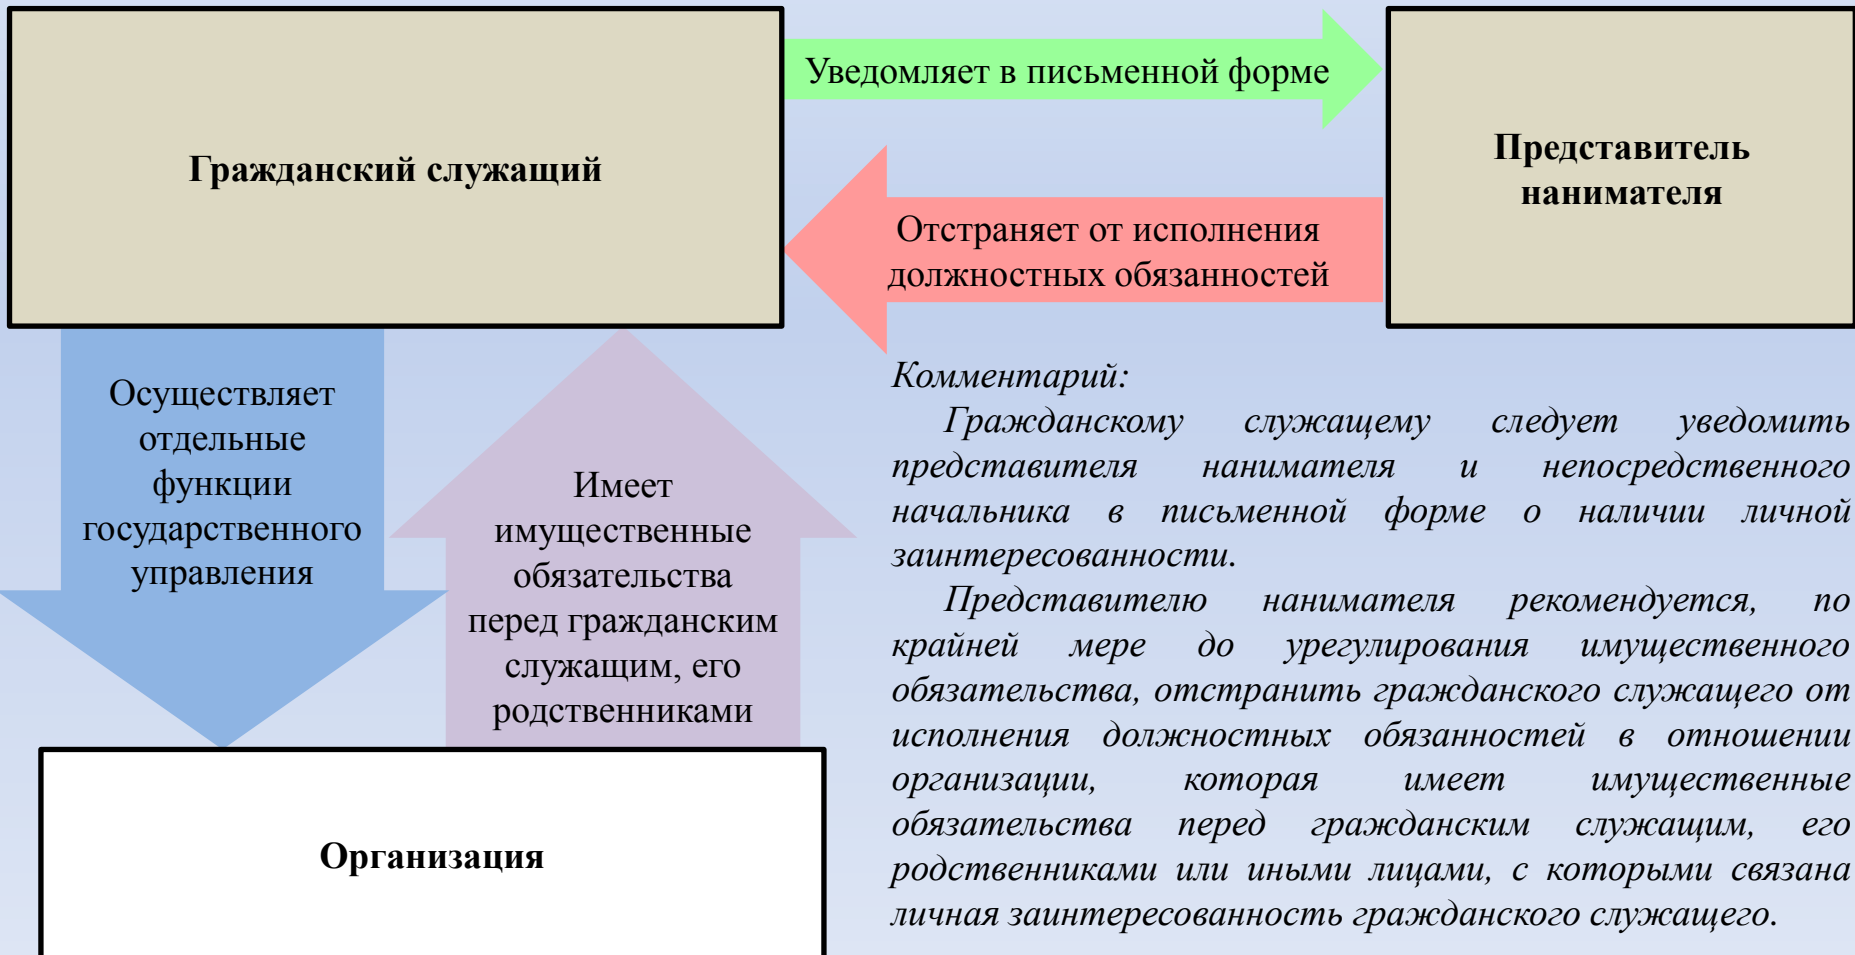 Гражданский служащий
Уведомляет в письменной форме
Представитель
нанимателя
Отстраняет от исполнения
должностных обязанностей
Осуществляет
отдельные
функции
государственного
управления
Имеет
имущественные
обязательства
перед гражданским
служащим, его
родственниками
Организация
Комментарий:
Гражданскому служащему следует уведомить
представителя нанимателя и непосредственного
начальника в письменной форме о наличии личной
заинтересованности.
Представителю нанимателя рекомендуется, по
крайней мере до урегулирования имущественного
обязательства, отстранить гражданского служащего от
исполнения должностных обязанностей в отношении
организации, которая имеет имущественные
обязательства перед гражданским служащим, его
родственниками или иными лицами, с которыми связана
личная заинтересованность гражданского служащего.